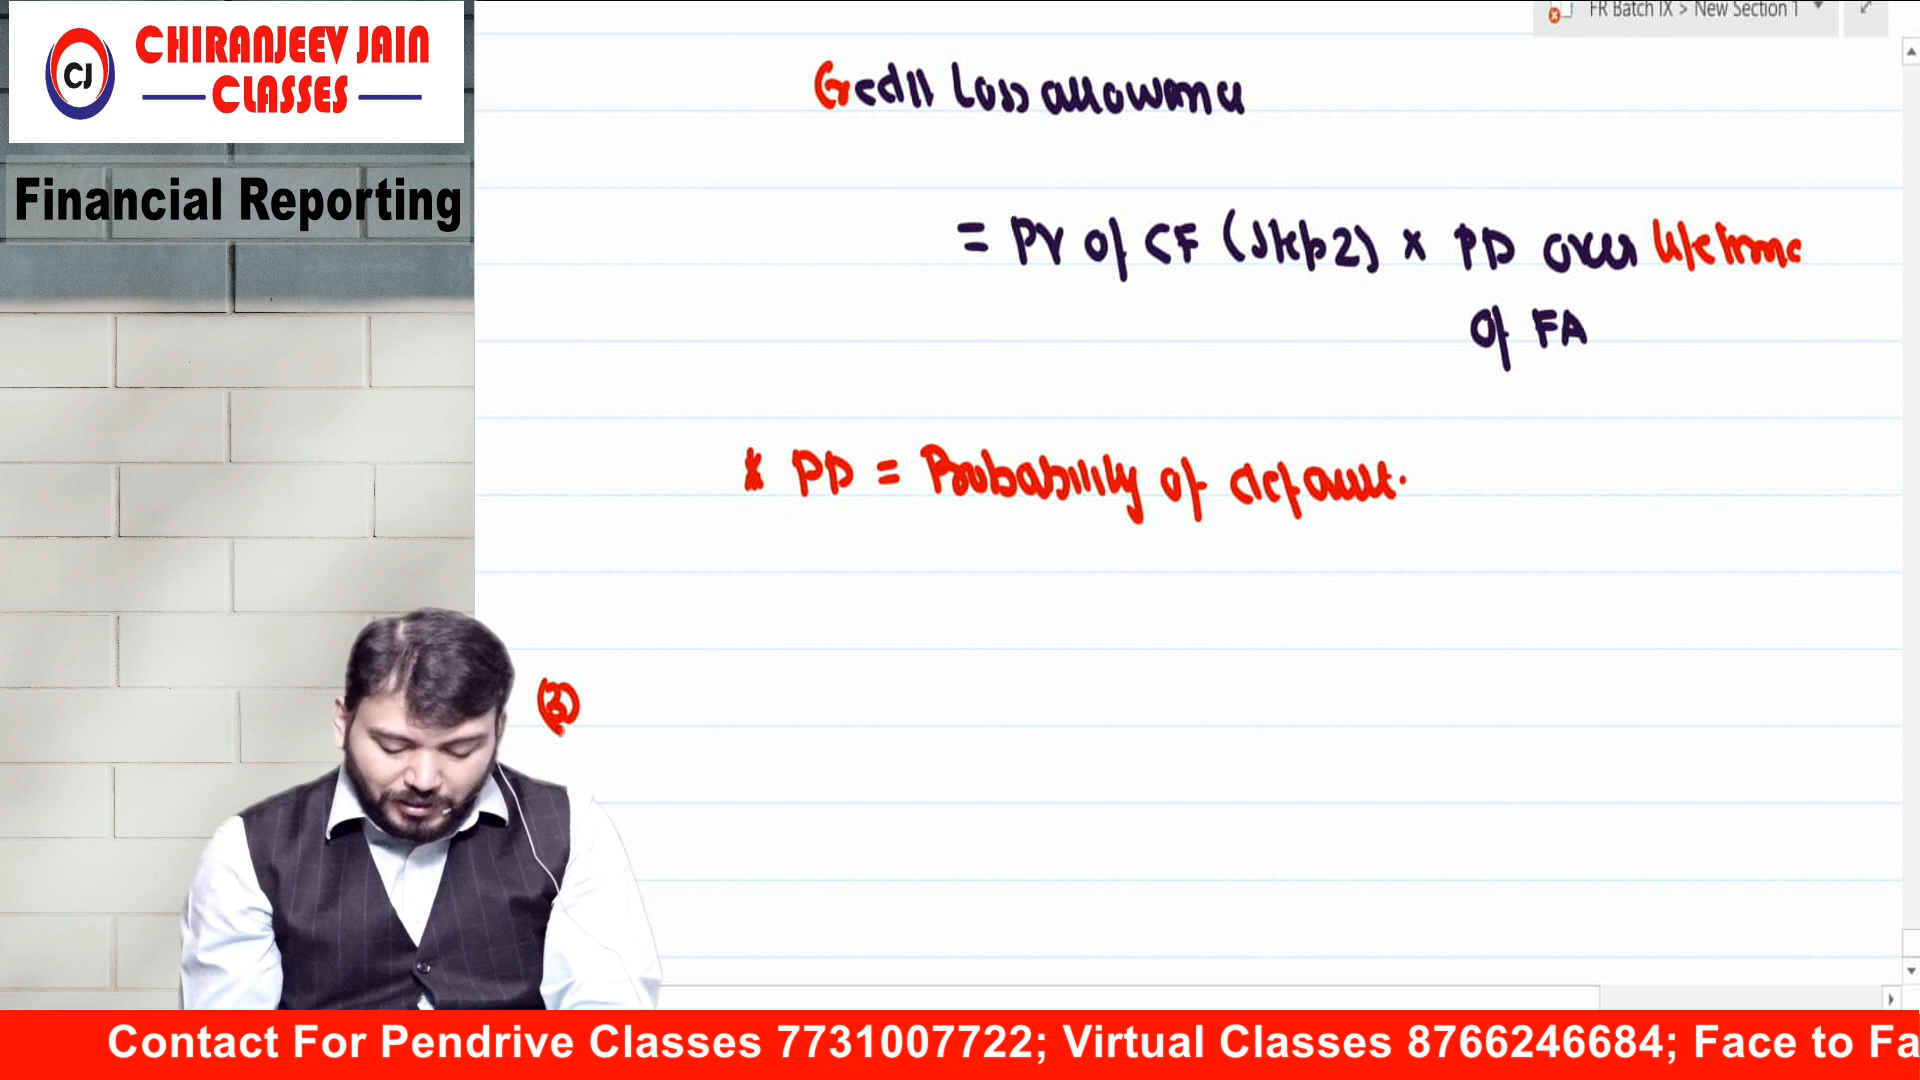 CHIRANJEEV JAIN
CJ
CLASSES
Financial Reporting
FR Batch IX > New Section 1
Credit Loss allowance
= PV of CF (Step 2) × PD over lifetime
of FA
* PD = Probability of default.
(3)
Contact For Pendrive Classes 7731007722; Virtual Classes 8766246684; Face to Fa